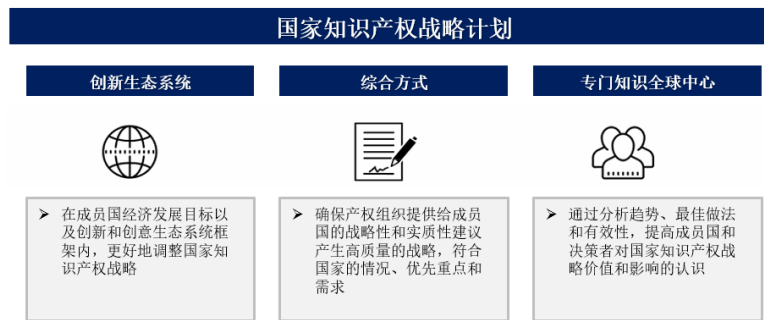 国家知识产权战略计划
创新生态系统
综合方式
专门知识全球中心
➤ 在成员国经济发展目标以
及创新和创意生态系统框
架内，更好地调整国家知
识产权战略
➤ 确保产权组织提供给成员
国的战略性和实质性建议
产生高质量的战略，符合
国家的情况、优先重点和
需求
➤ 通过分析趋势、最佳做法
和有效性，提高成员国和
决策者对国家知识产权战
略价值和影响的认识